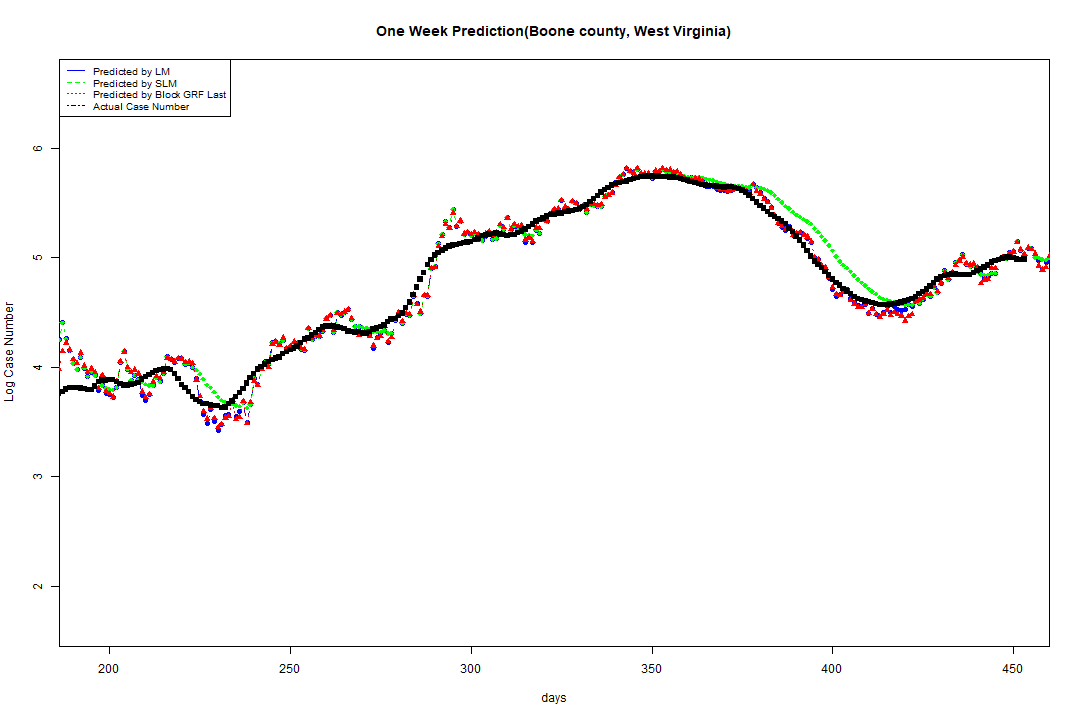 One Week Prediction(Boone county, West Virginia)
Predicted by LM
Predicted by SLM
Predicted by Block GRF Last
Actual Case Number
6
5
4
3
2
Log Case Number
200 250 300 350 400 450
days